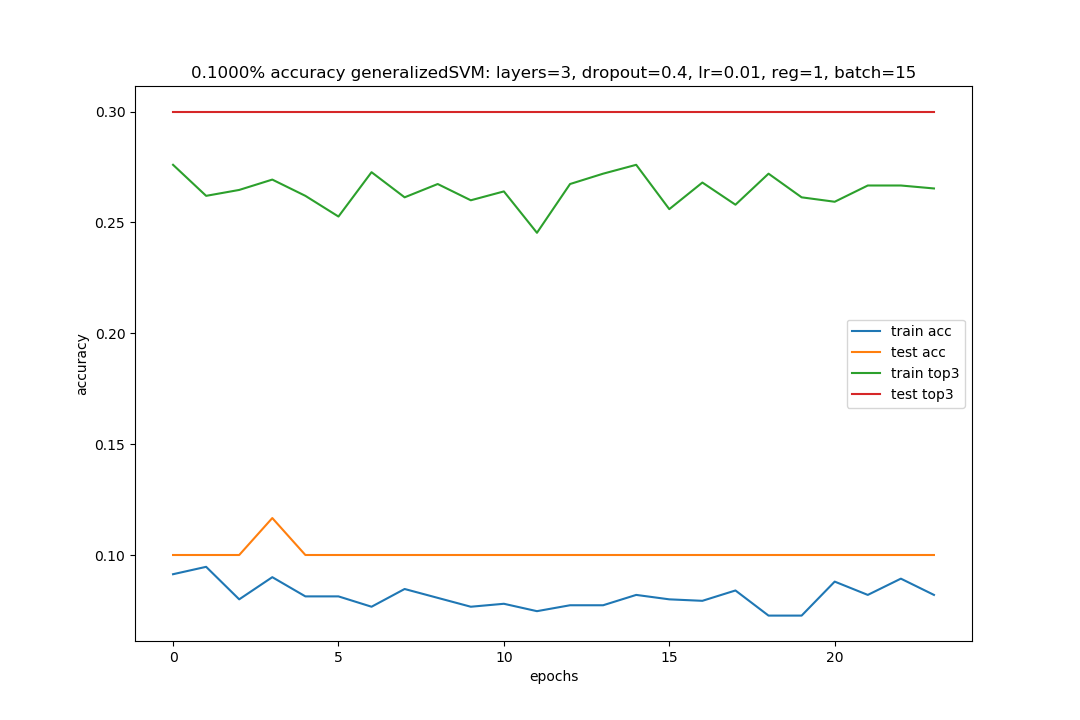 0.1000% accuracy generalizedSVM: layers=3, dropout=0.4, lr=0.01, reg=1, batch=15
0.30
0.25
0.20
0.15
0.10
accuracy
train acc
test acc
train top3
test top3
0
5
10
15
20
epochs